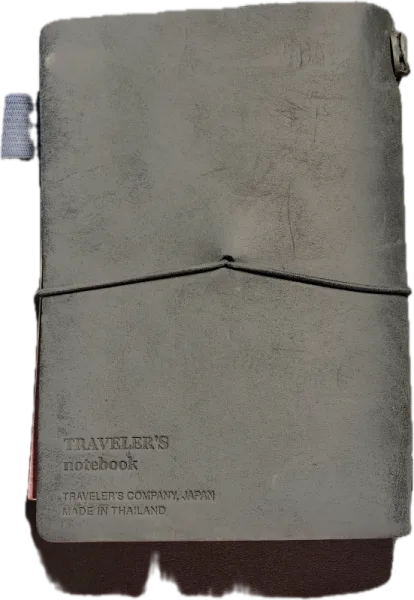 TRAVELER'S
notebook
TRAVELER'S COMPANY, JAPAN
MADE IN THAILAND